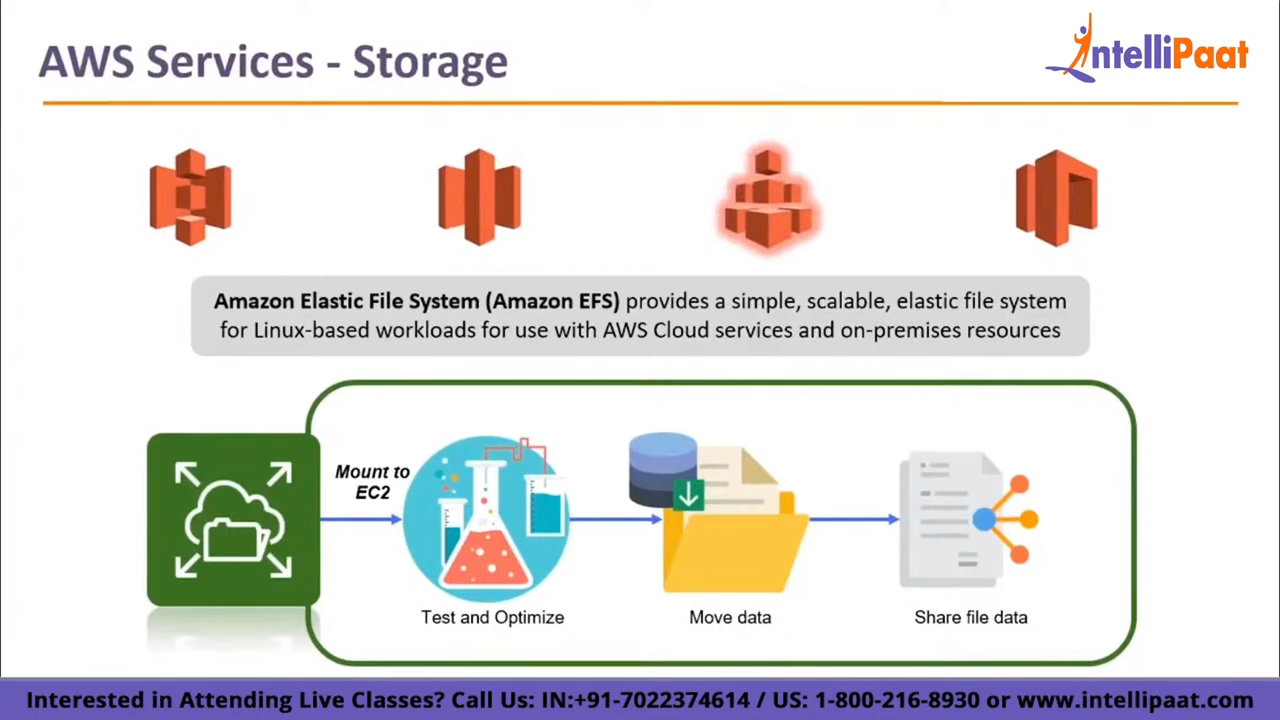 AWS Services - Storage
IntelliPaat
Amazon Elastic File System (Amazon EFS) provides a simple, scalable, elastic file system
for Linux-based workloads for use with AWS Cloud services and on-premises resources
Mount to
EC2
Test and Optimize
Move data
Share file data
Interested in Attending Live Classes? Call Us: IN:+91-7022374614 / US: 1-800-216-8930 or www.intellipaat.com